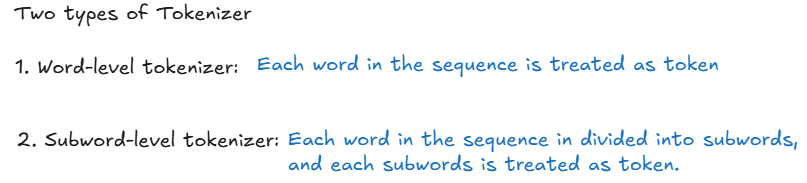 Two types of Tokenizer
1. Word-level tokenizer: Each word in the sequence is treated as token
2. Subword-level tokenizer: Each word in the sequence in divided into subwords,
and each subwords is treated as token.